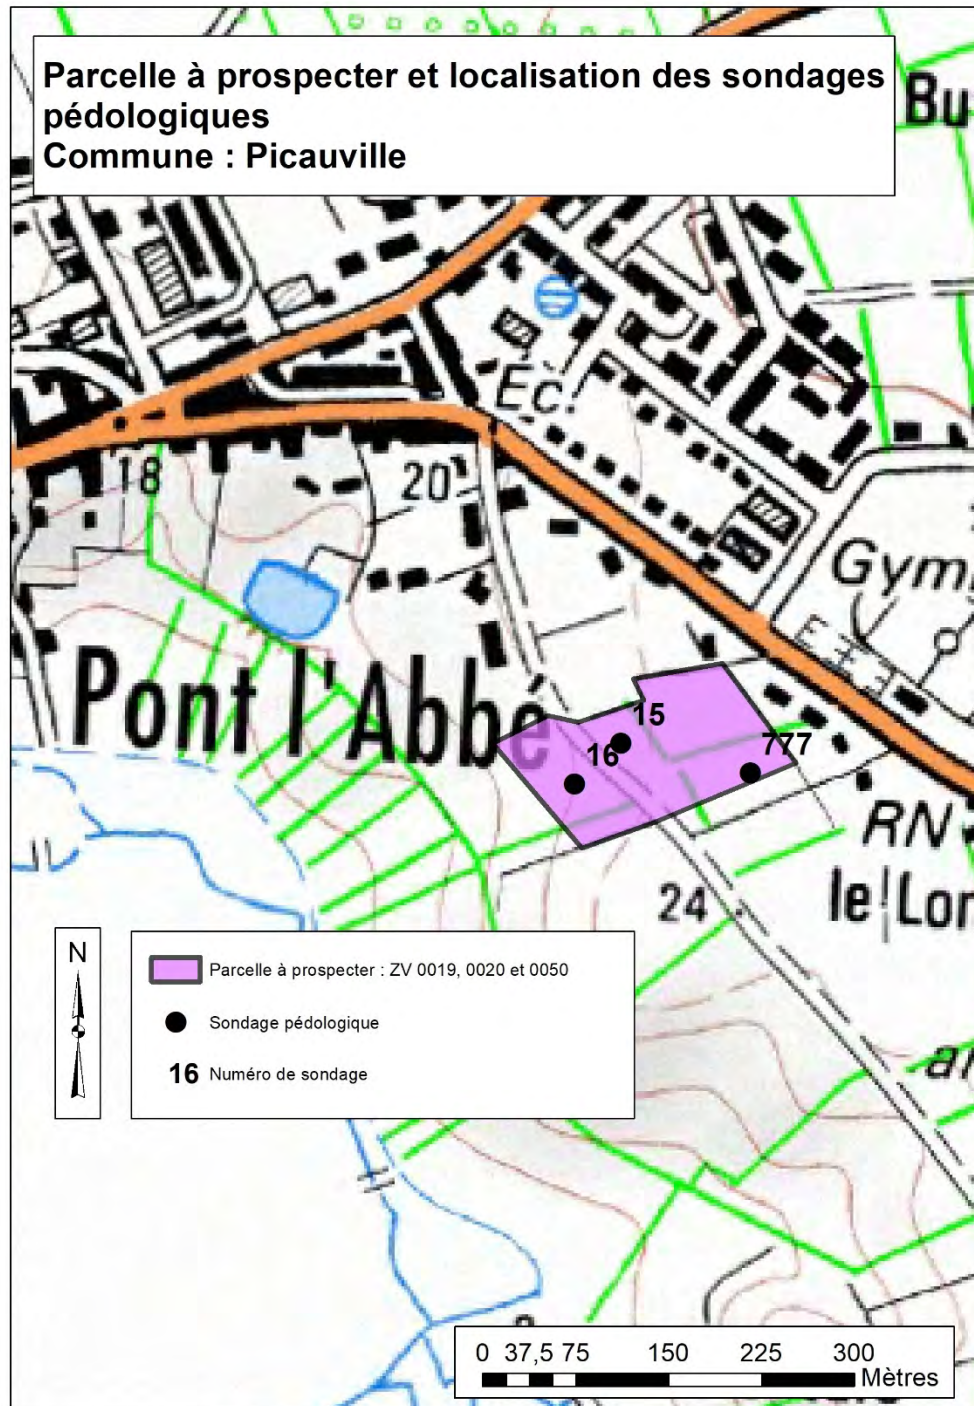 Parcelle à prospecter et localisation des sondages
pédologiques
Commune : Picauville
Bu
Éc.
18
20
Gym
Pont l'Abbé
15
16
777
RN
le Lor
24
N
Parcelle à prospecter : ZV 0019, 0020 et 0050
Sondage pédologique
16 Numéro de sondage
ar
0 37,5 75 150 225 300
Mètres